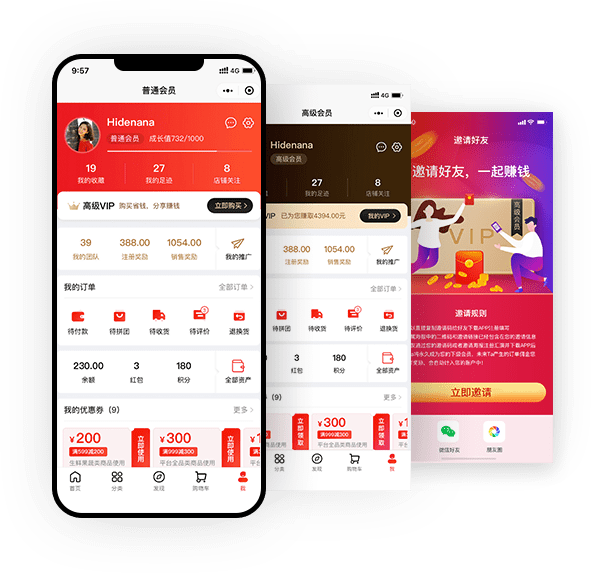 9:57
4G
普通会员
Hidenana
普通会员 成长值732/1000
19 27 8
我的收藏 我的足迹 店铺关注
高级VIP 购买省钱、分享赚钱 立即购买 >
39 388.00 1054.00
我的团队 注册奖励 销售奖励 我的推广
我的订单 全部订单 >
待付款 待拼团 待收货 待评价 退换货
230.00 3 180
余额 红包 积分 全部资产
我的优惠券（9） 更多 >
¥200 立即使用 ¥300 立即使用
满599减200 满999减300
生鲜果蔬类商品使用 平台全品类商品使用
首页 分类 发现 购物车 我
4G
高级会员
Hidenana
高级会员
27 8
我的足迹 店铺关注
VIP 已为您赚取4394.00元 我的VIP >
388.00 1054.00
注册奖励 销售奖励 我的推广
全部订单 >
待收货 待评价 退换货
3 180
红包 积分 全部资产
（9） 更多 >
立即领取 ¥300 立即领取
满999减300
平台全品类商品使用
分类 发现 购物车 我
邀请好友
邀请好友，一起赚钱
VIP
高级会员
邀请规则
立即邀请
微信好友 朋友圈